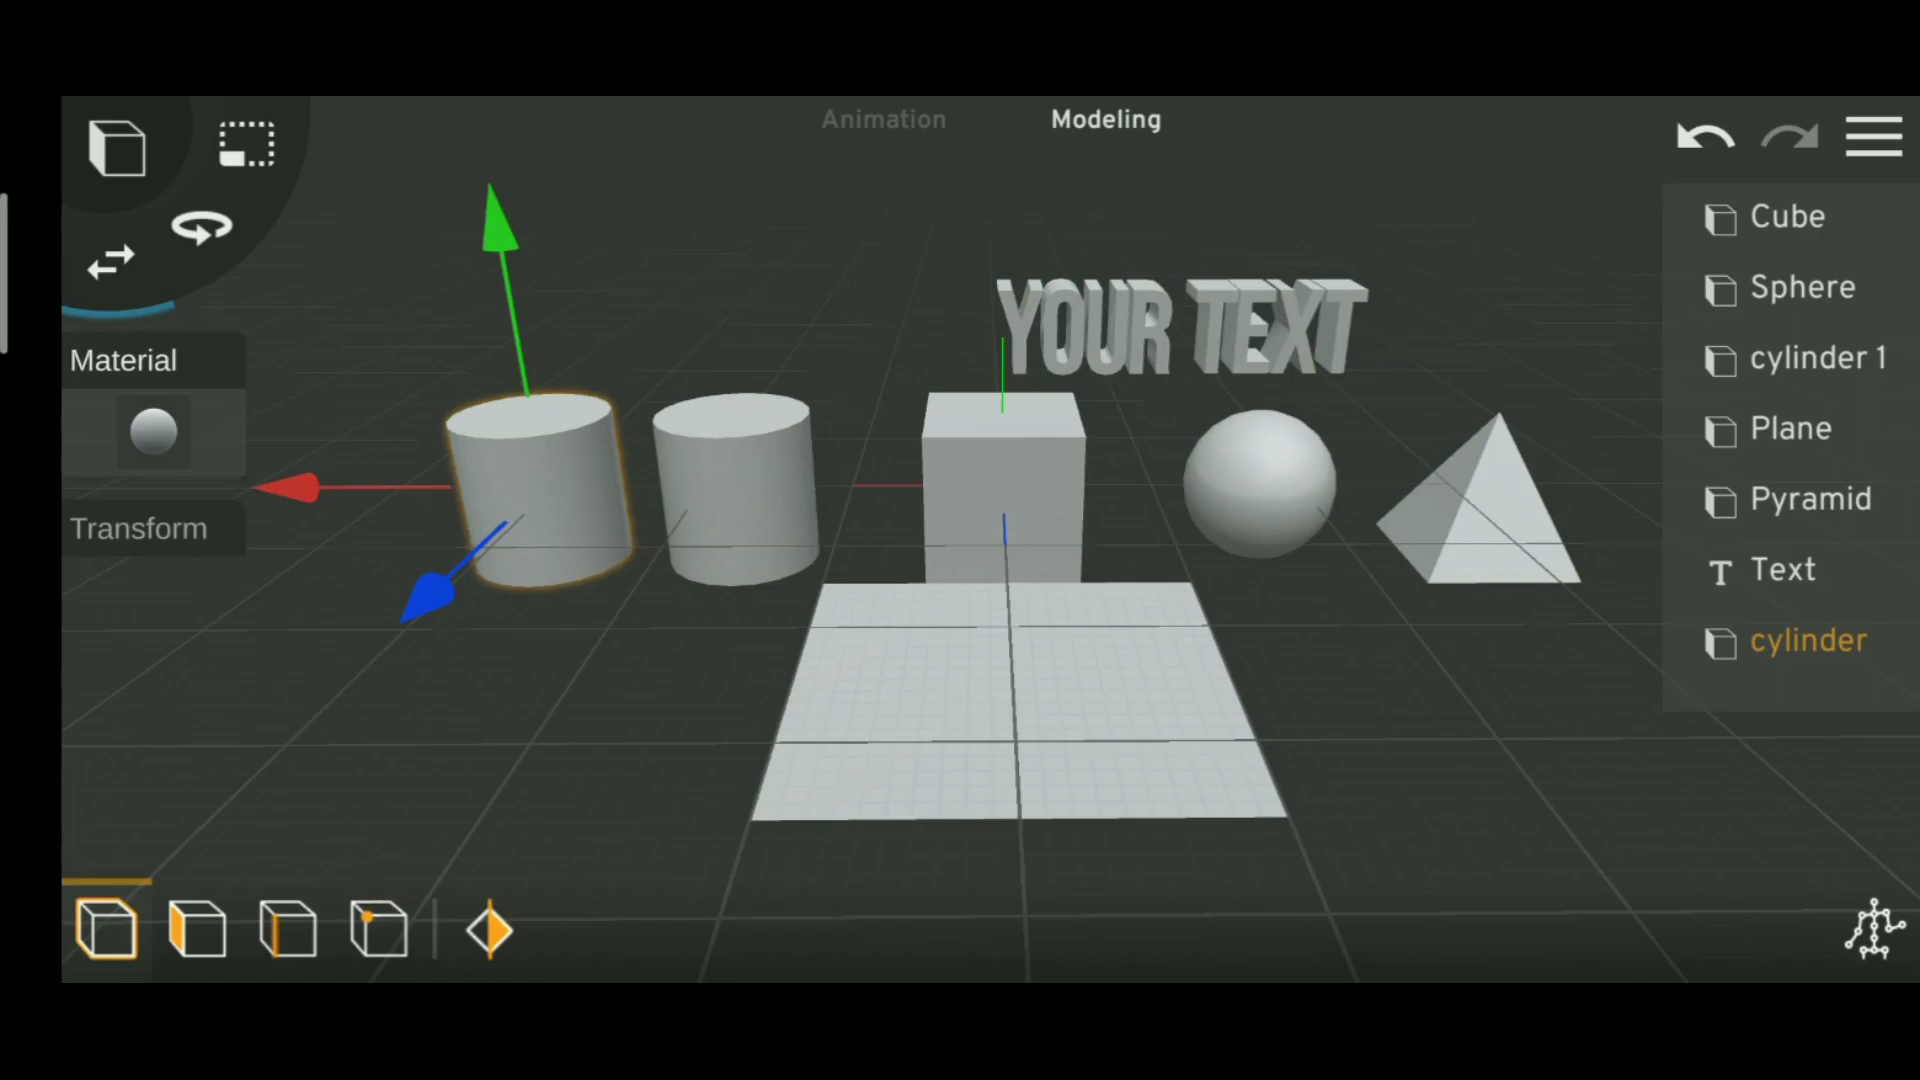 Animation
Modeling
Material
Transform
YOUR TEXT
Cube
Sphere
cylinder 1
Plane
Pyramid
T Text
cylinder